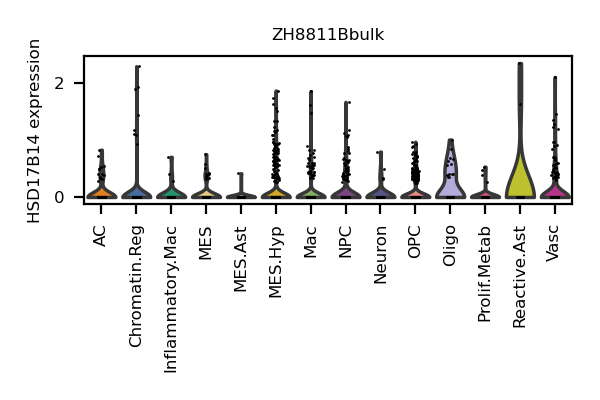 ZH8811Bbulk
HSD17B14 expression
2
0
AC
Chromatin.Reg
Inflammatory.Mac
MES
MES.Ast
MES.Hyp
Mac
NPC
Neuron
OPC
Oligo
Prolif.Metab
Reactive.Ast
Vasc